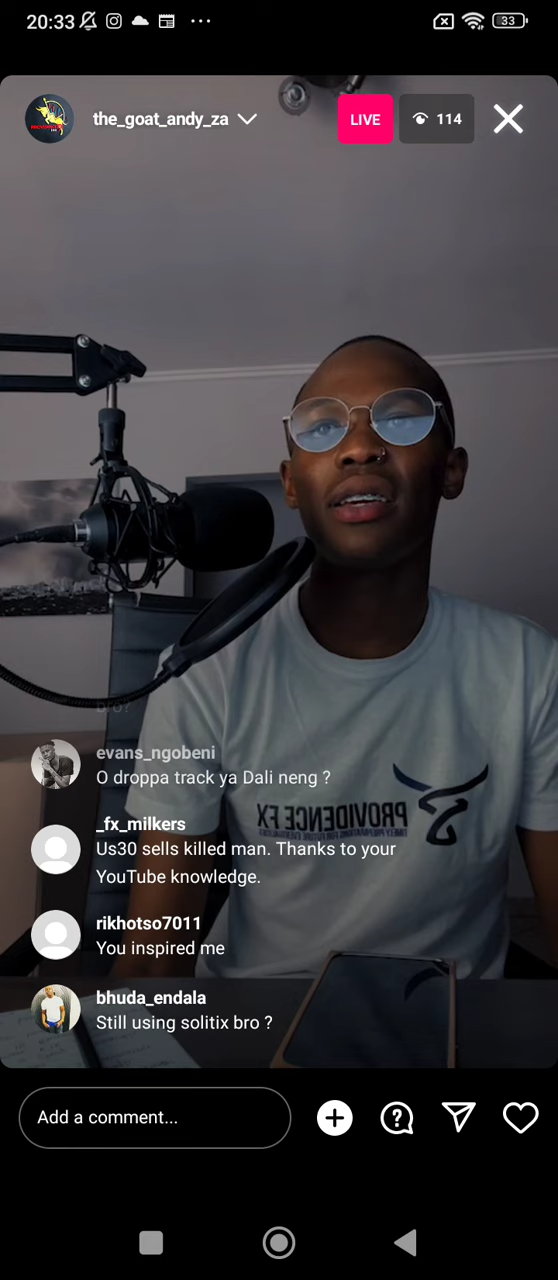 20:33
33
the_goat_andy_za
LIVE
114
bro?
evans_ngobeni
O droppa track ya Dali neng ?
_fx_milkers
Us30 sells killed man. Thanks to your
YouTube knowledge.
rikhotso7011
You inspired me
bhuda_endala
Still using solitix bro ?
PROVIDENCE FX
Add a comment...